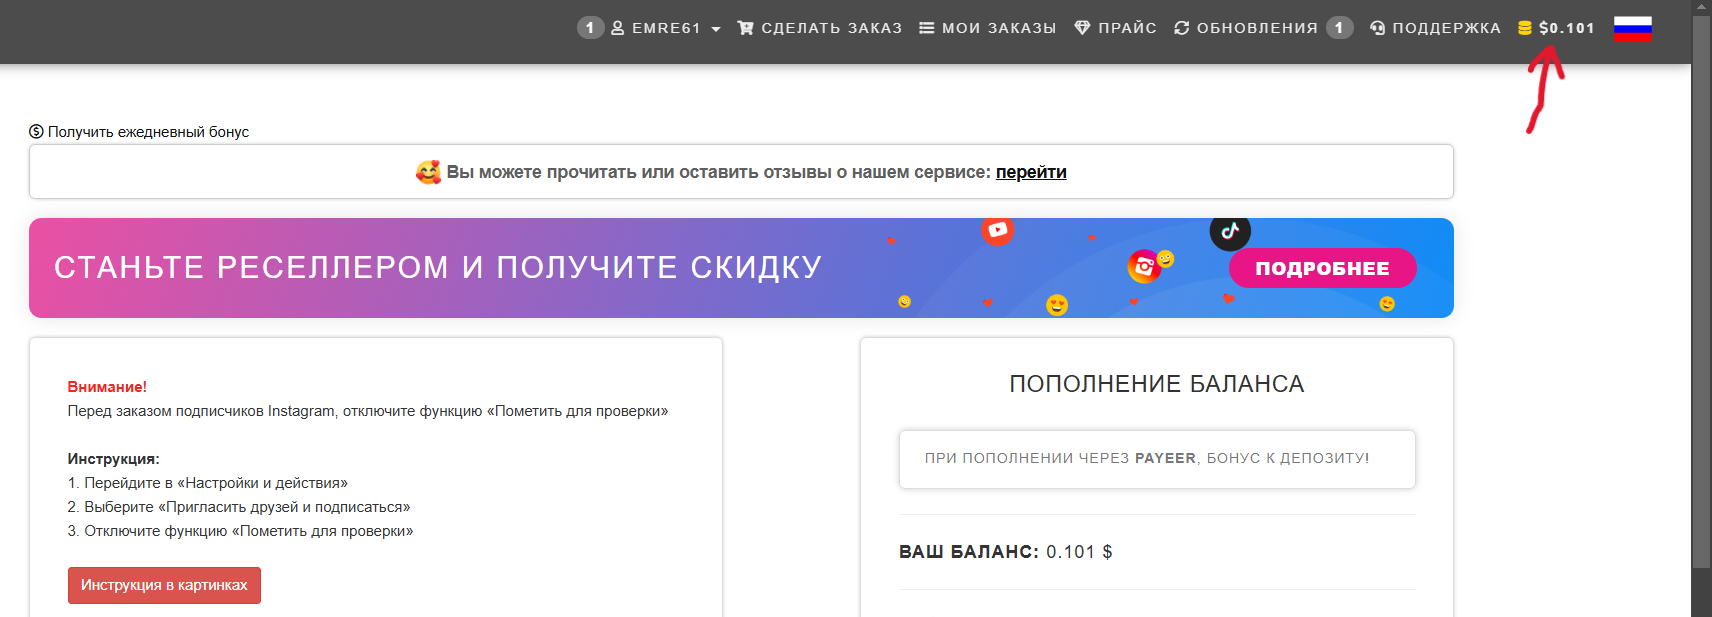 1 EMRE61 СДЕЛАТЬ ЗАКАЗ МОИ ЗАКАЗЫ ПРАЙС ОБНОВЛЕНИЯ 1 ПОДДЕРЖКА $0.101
Получить ежедневный бонус
Вы можете прочитать или оставить отзывы о нашем сервисе: перейти
СТАНЬТЕ РЕСЕЛЛЕРОМ И ПОЛУЧИТЕ СКИДКУ
ПОДРОБНЕЕ
Внимание!
Перед заказом подписчиков Instagram, отключите функцию «Пометить для проверки»
Инструкция:
1. Перейдите в «Настройки и действия»
2. Выберите «Пригласить друзей и подписаться»
3. Отключите функцию «Пометить для проверки»
Инструкция в картинках
ПОПОЛНЕНИЕ БАЛАНСА
ПРИ ПОПОЛНЕНИИ ЧЕРЕЗ PAYEER, БОНУС К ДЕПОЗИТУ!
ВАШ БАЛАНС: 0.101 $